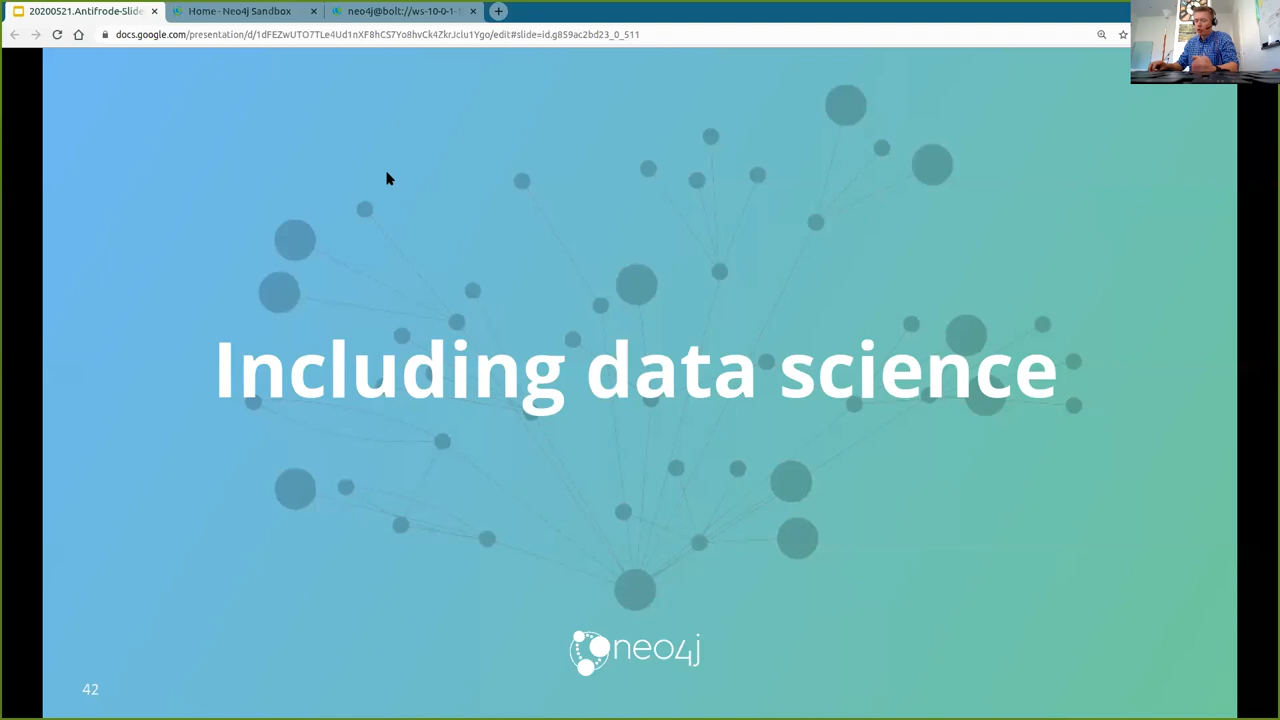 20200521.Antifrode-Slide
Home - Neo4j Sandbox
neo4j@bolt://ws-10-0-1-1
docs.google.com/presentation/d/1dFEZwUTO7TLe4Ud1nXF8hCS7Yo8hvCk4ZkrJclu1Ygo/edit#slide=id.g859ac2bd23_0_511
Including data science
neo4j
42